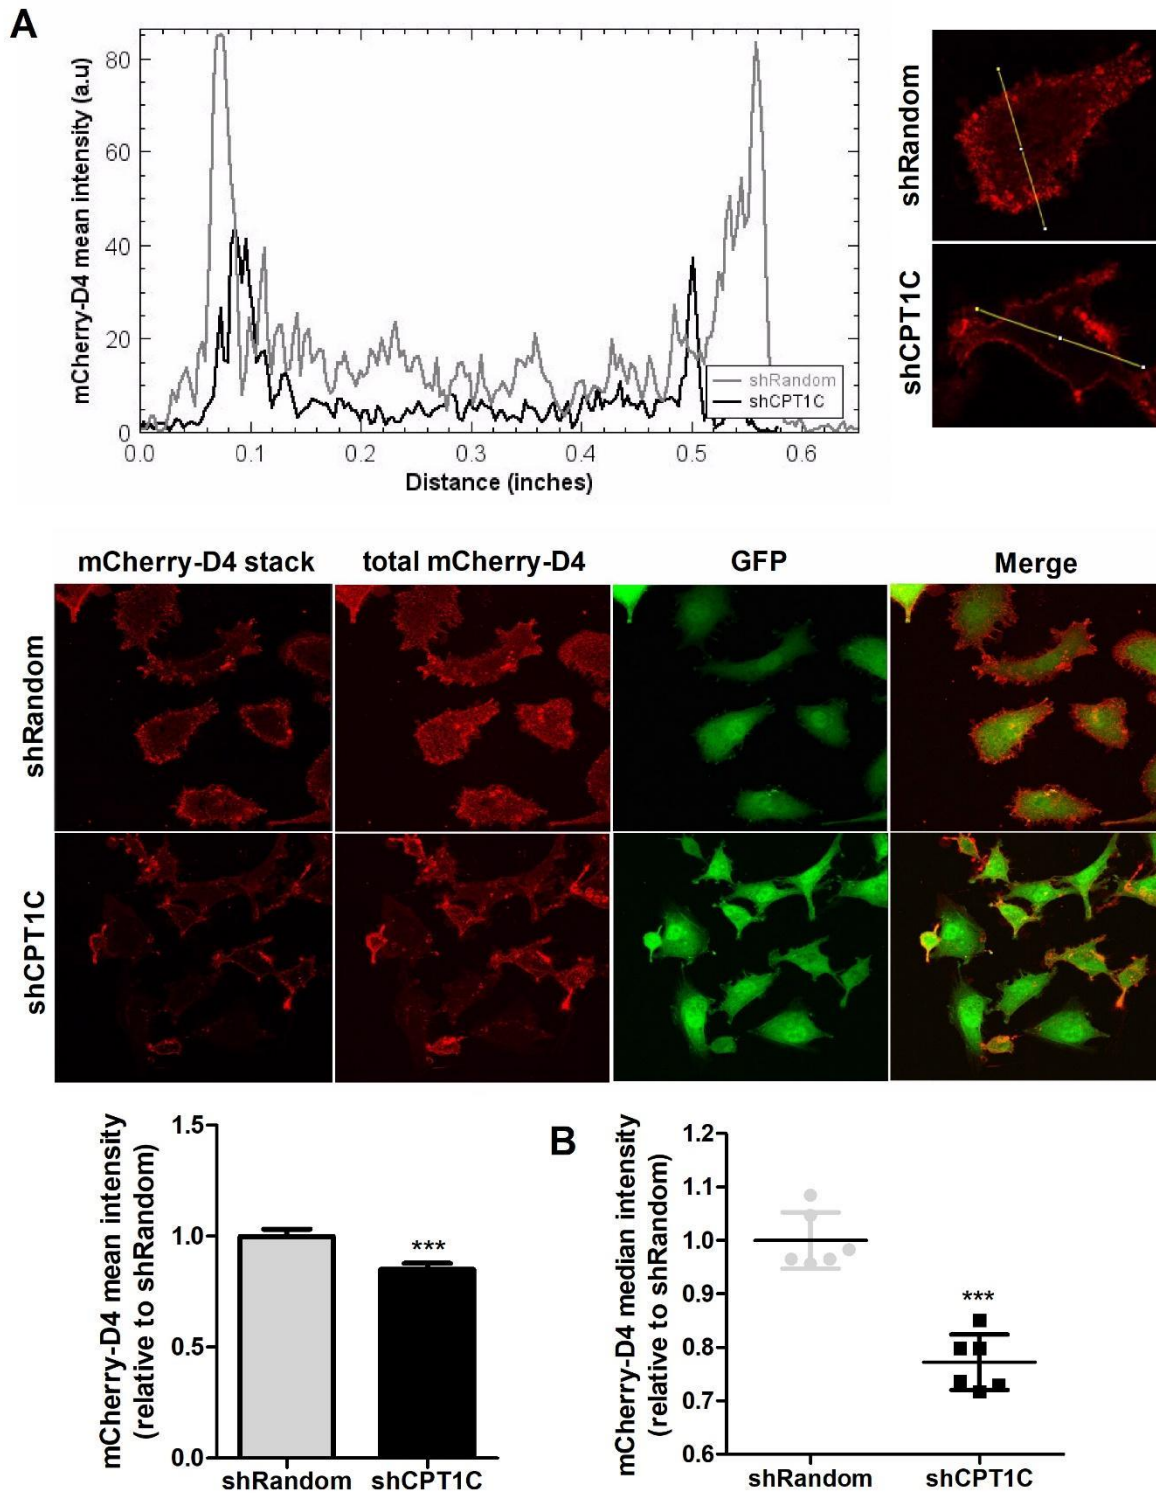 A
mCherry-D4 mean intensity (a.u)
80
60
40
20
0
0.0 0.1 0.2 0.3 0.4 0.5 0.6
Distance (inches)
shRandom
shCPT1C
shRandom
shCPT1C
mCherry-D4 stack total mCherry-D4 GFP Merge
shRandom
shCPT1C
mCherry-D4 mean intensity
(relative to shRandom)
1.5
1.0
0.5
0.0
***
shRandom shCPT1C
B
mCherry-D4 median intensity
(relative to shRandom)
1.2
1.1
1.0
0.9
0.8
0.7
0.6
***
shRandom shCPT1C